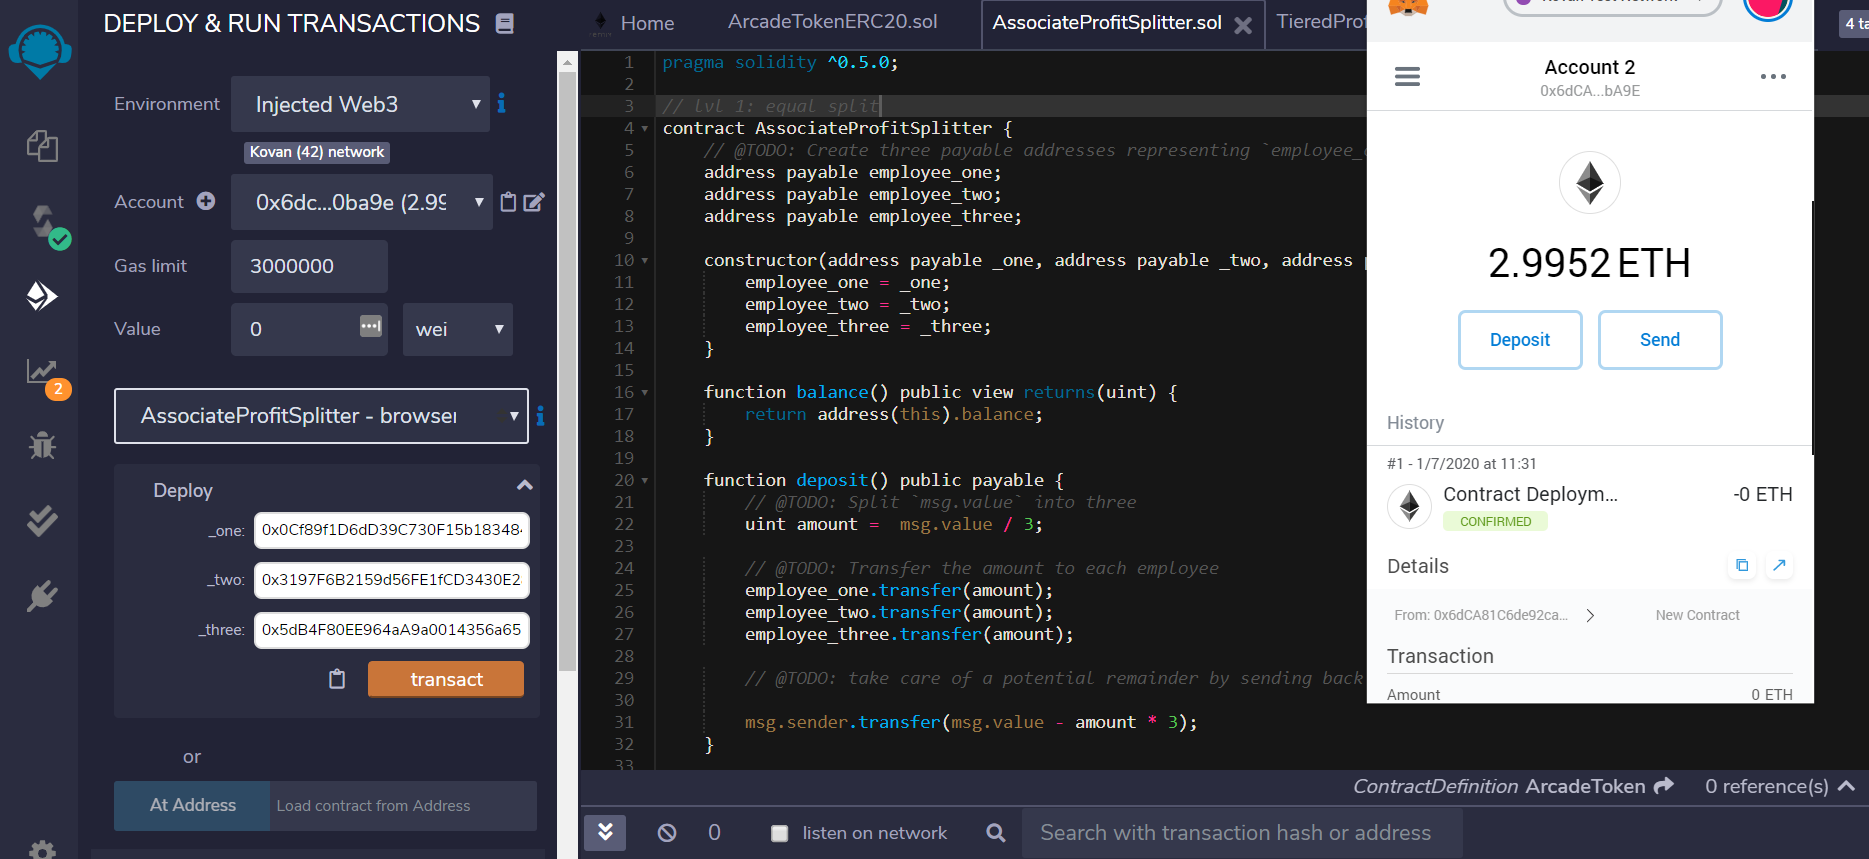 DEPLOY & RUN TRANSACTIONS
Environment
Injected Web3
Kovan (42) network
Account
0x6dc...0ba9e (2.99
Gas limit
3000000
Value
0
wei
2
AssociateProfitSplitter - browser
Deploy
_one:
0x0Cf89f1D6dD39C730F15b18348
_two:
0x3197F6B2159d56FE1fCD3430E2
_three:
0x5dB4F80EE964aA9a0014356a65
transact
or
At Address
Load contract from Address
Home
ArcadeTokenERC20.sol
AssociateProfitSplitter.sol
TieredProf
4 ta
1 pragma solidity ^0.5.0;
2
3 // lvl 1: equal split
4 contract AssociateProfitSplitter {
5 // @TODO: Create three payable addresses representing `employee_
6 address payable employee_one;
7 address payable employee_two;
8 address payable employee_three;
9
10 constructor(address payable _one, address payable _two, address
11 employee_one = _one;
12 employee_two = _two;
13 employee_three = _three;
14 }
15
16 function balance() public view returns(uint) {
17 return address(this).balance;
18 }
19
20 function deposit() public payable {
21 // @TODO: Split `msg.value` into three
22 uint amount =  msg.value / 3;
23
24 // @TODO: Transfer the amount to each employee
25 employee_one.transfer(amount);
26 employee_two.transfer(amount);
27 employee_three.transfer(amount);
28
29 // @TODO: take care of a potential remainder by sending back
30
31 msg.sender.transfer(msg.value - amount * 3);
32 }
33
ContractDefinition ArcadeToken
0 reference(s)
0
listen on network
Search with transaction hash or address
Account 2
0x6dCA...bA9E
2.9952 ETH
Deposit
Send
History
#1 - 1/7/2020 at 11:31
Contract Deploym...
-0 ETH
CONFIRMED
Details
From: 0x6dCA81C6de92ca...
New Contract
Transaction
Amount
0 ETH